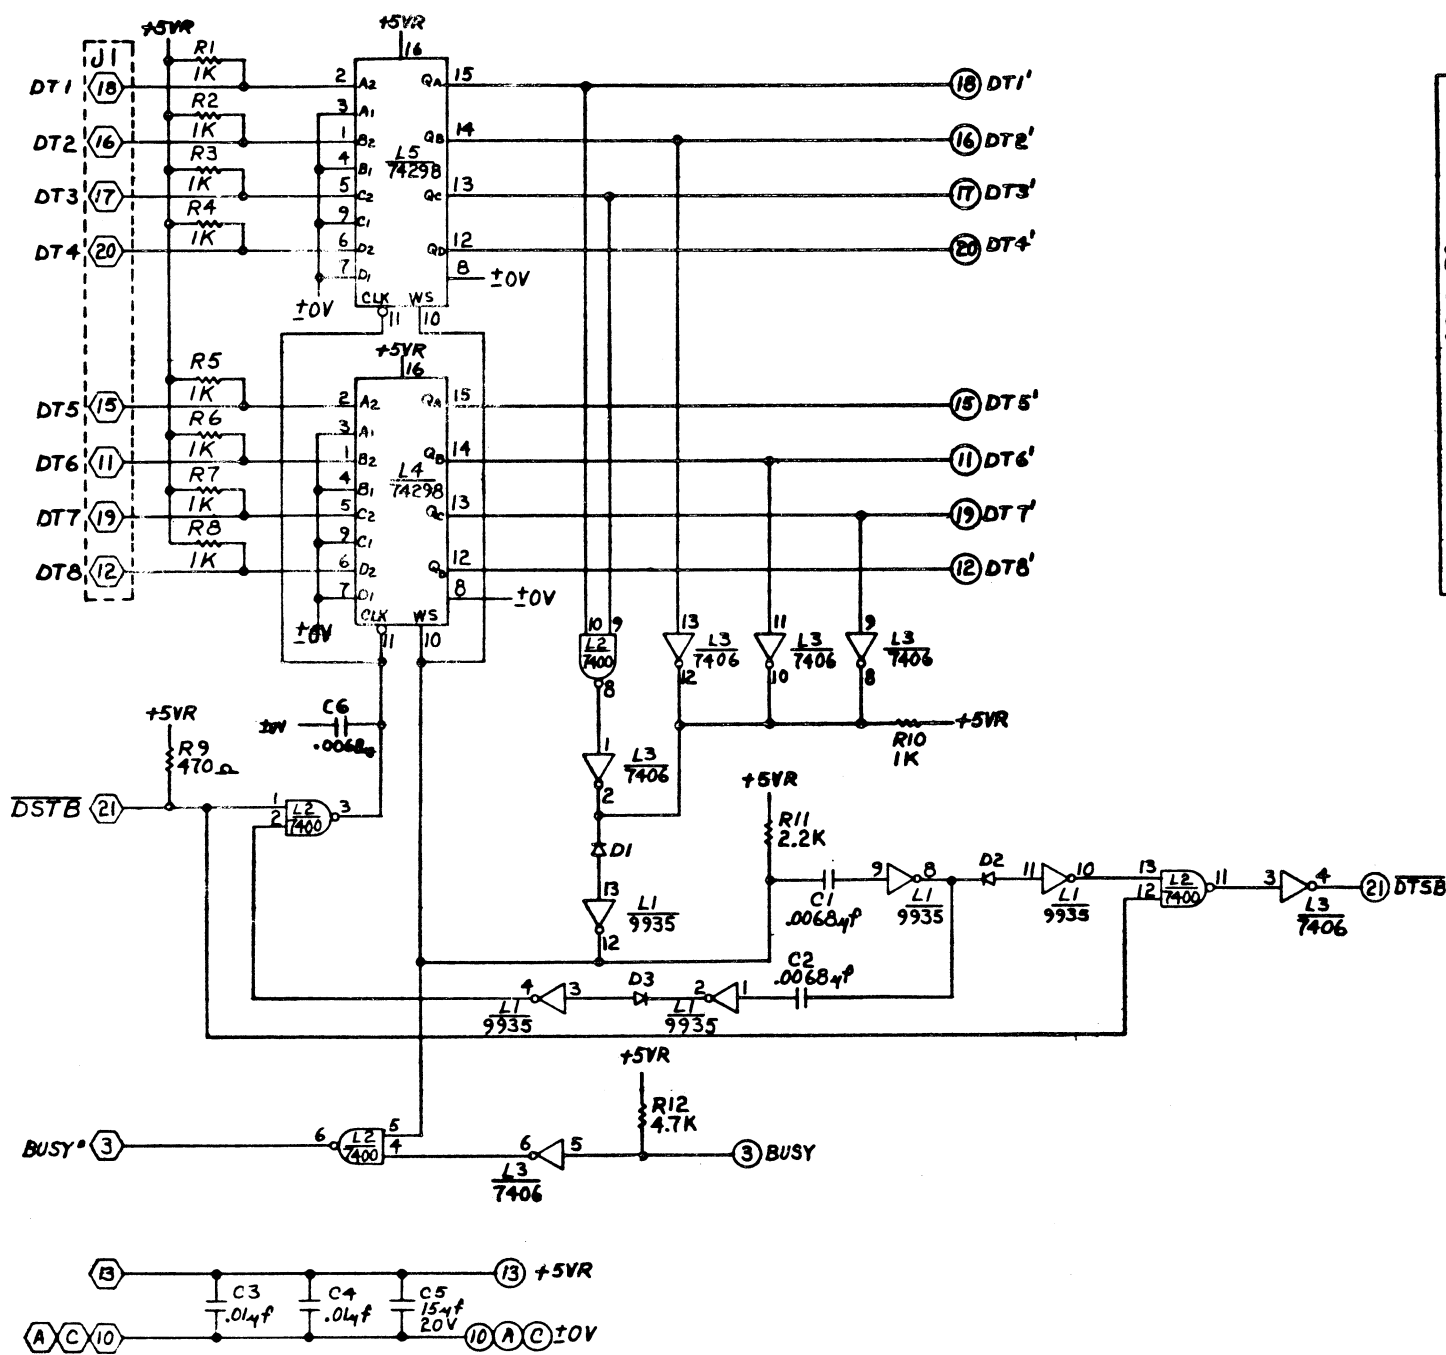 +5VR +5VR
J1 R1 16
DT1 18 1K 2 A2 QA 15 18 DT1'
R2 3 A1
DT2 16 1K 1 B2 QB 14 16 DT2'
R3 4 B1 L5 74298
DT3 17 1K 5 C2 QC 13 17 DT3'
R4 9 C1
DT4 20 1K 6 D2 QD 12 20 DT4'
7 D1 8 ±0V
±0V CLK WS
11 10
+5VR
R5 16
DT5 15 1K 2 A2 QA 15 15 DT5'
R6 3 A1
DT6 11 1K 1 B2 QB 14 11 DT6'
R7 4 B1 L4 74298
DT7 19 1K 5 C2 QC 13 19 DT7'
R8 9 C1
DT8 12 1K 6 D2 QD 12 12 DT8'
7 D1 8 ±0V
±0V CLK WS
11 10
10 9 13 11 9
L2 7400 L3 7406 L3 7406 L3 7406
8 12 10 8
+5VR ±0V C6 +5VR
R9 .0068 R10
470Ω 1 L3 7406 1K
2 +5VR
DSTB 21 1 2 L2 7400 3 R11
2.2K
D1
13 L1 9935 9 8 D2 11 10 13 12 L2 7400 11 3 4 21 DTSB
12 C1 L1 9935 L1 9935 L3 7406
.0068µf
C2
.0068µf
4 3 D3 2 1
L1 9935 L1 9935
+5VR
R12
4.7K
BUSY' 3 6 L2 7400 5 4 6 5 3 BUSY
L3 7406
13 13 +5VR
C3 C4 C5
.01µf .01µf 15µf
20V
A C 10 10 A C ±0V